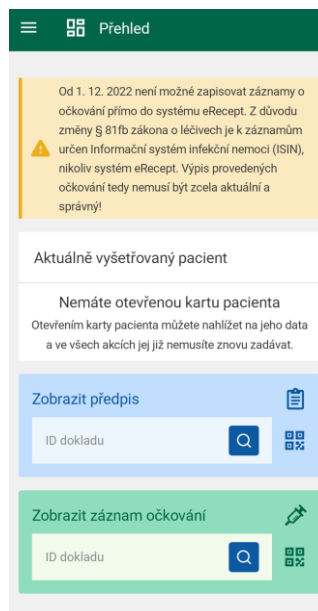 Přehled
Od 1. 12. 2022 není možné zapisovat záznamy o
očkování přímo do systému eRecept. Z důvodu
změny § 81fb zákona o léčivech je k záznamům
určen Informační systém infekční nemoci (ISIN),
nikoliv systém eRecept. Výpis provedených
očkování tedy nemusí být zcela aktuální a
správný!
Aktuálně vyšetřovaný pacient
Nemáte otevřenou kartu pacienta
Otevřením karty pacienta můžete nahlížet na jeho data
a ve všech akcích jej již nemusíte znovu zadávat.
Zobrazit předpis
ID dokladu
Zobrazit záznam očkování
ID dokladu